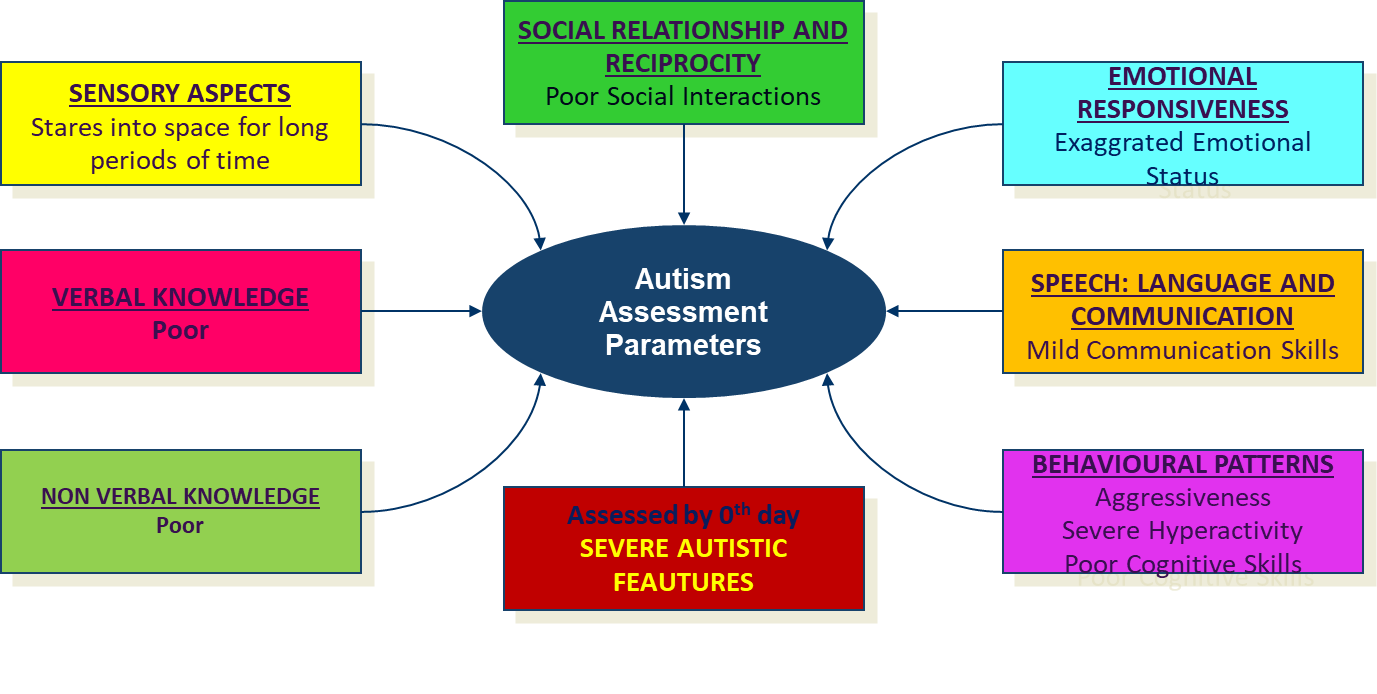 SOCIAL RELATIONSHIP AND
RECIPROCITY
Poor Social Interactions
SENSORY ASPECTS
Stares into space for long
periods of time
EMOTIONAL
RESPONSIVENESS
Exaggrated Emotional
Status
VERBAL KNOWLEDGE
Poor
Autism
Assessment
Parameters
SPEECH: LANGUAGE AND
COMMUNICATION
Mild Communication Skills
NON VERBAL KNOWLEDGE
Poor
Assessed by 0th day
SEVERE AUTISTIC
FEAUTURES
BEHAVIOURAL PATTERNS
Aggressiveness
Severe Hyperactivity
Poor Cognitive Skills